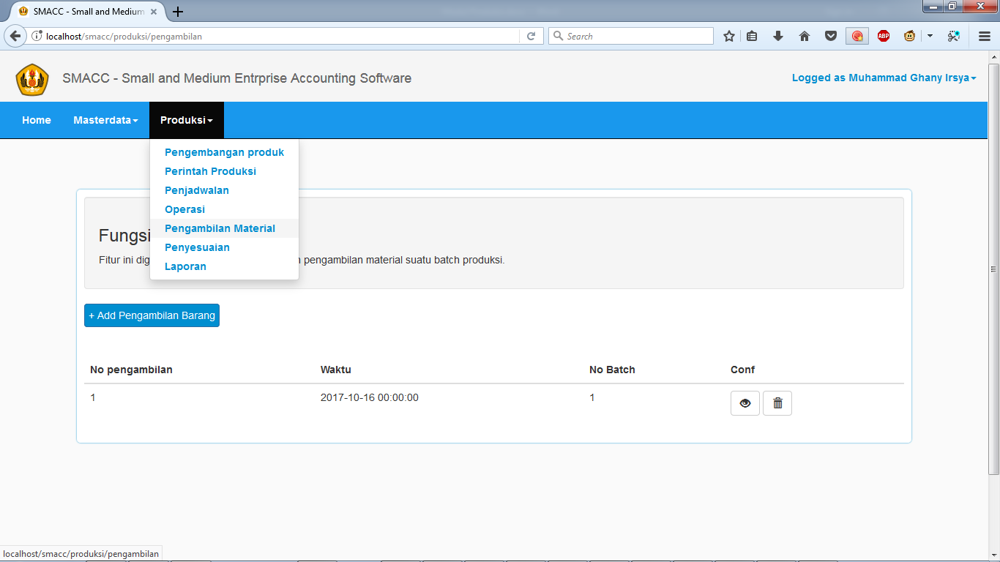 SMACC - Small and Medium
localhost/smacc/produksi/pengambilan
Search
ABP
SMACC - Small and Medium Entrprise Accounting Software
Logged as Muhammad Ghany Irsya
Home
Masterdata
Produksi
Pengembangan produk
Perintah Produksi
Penjadwalan
Operasi
Pengambilan Material
Penyesuaian
Laporan
Fungsi
Fitur ini dig
pengambilan material suatu batch produksi.
+ Add Pengambilan Barang
No pengambilan Waktu No Batch Conf
1 2017-10-16 00:00:00 1
localhost/smacc/produksi/pengambilan